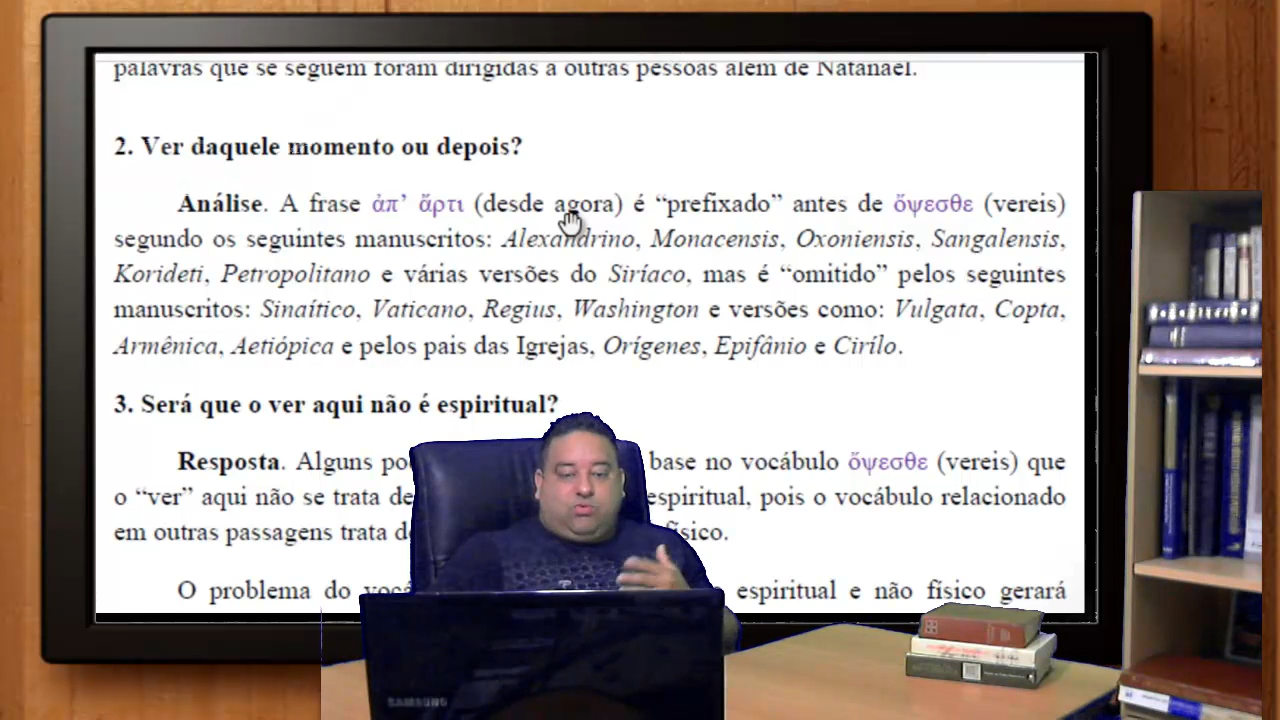 palavras que se seguem foram dirigidas a outras pessoas além de Natanael.
2. Ver daquele momento ou depois?
Análise. A frase ἀπ’ ἄρτι (desde agora) é “prefixado” antes de ὄψεσθε (vereis)
segundo os seguintes manuscritos: Alexandrino, Monacensis, Oxoniensis, Sangalensis,
Korideti, Petropolitano e várias versões do Siríaco, mas é “omitido” pelos seguintes
manuscritos: Sinaítico, Vaticano, Regius, Washington e versões como: Vulgata, Copta,
Armênica, Aetiópica e pelos pais das Igrejas, Orígenes, Epifânio e Cirílo.
3. Será que o ver aqui não é espiritual?
Resposta. Alguns base no vocábulo ὄψεσθε (vereis) que
o “ver” aqui não se trata espiritual, pois o vocábulo relacionado
em outras passagens trata
O problema do espiritual e não físico gerará
SAMSUNG